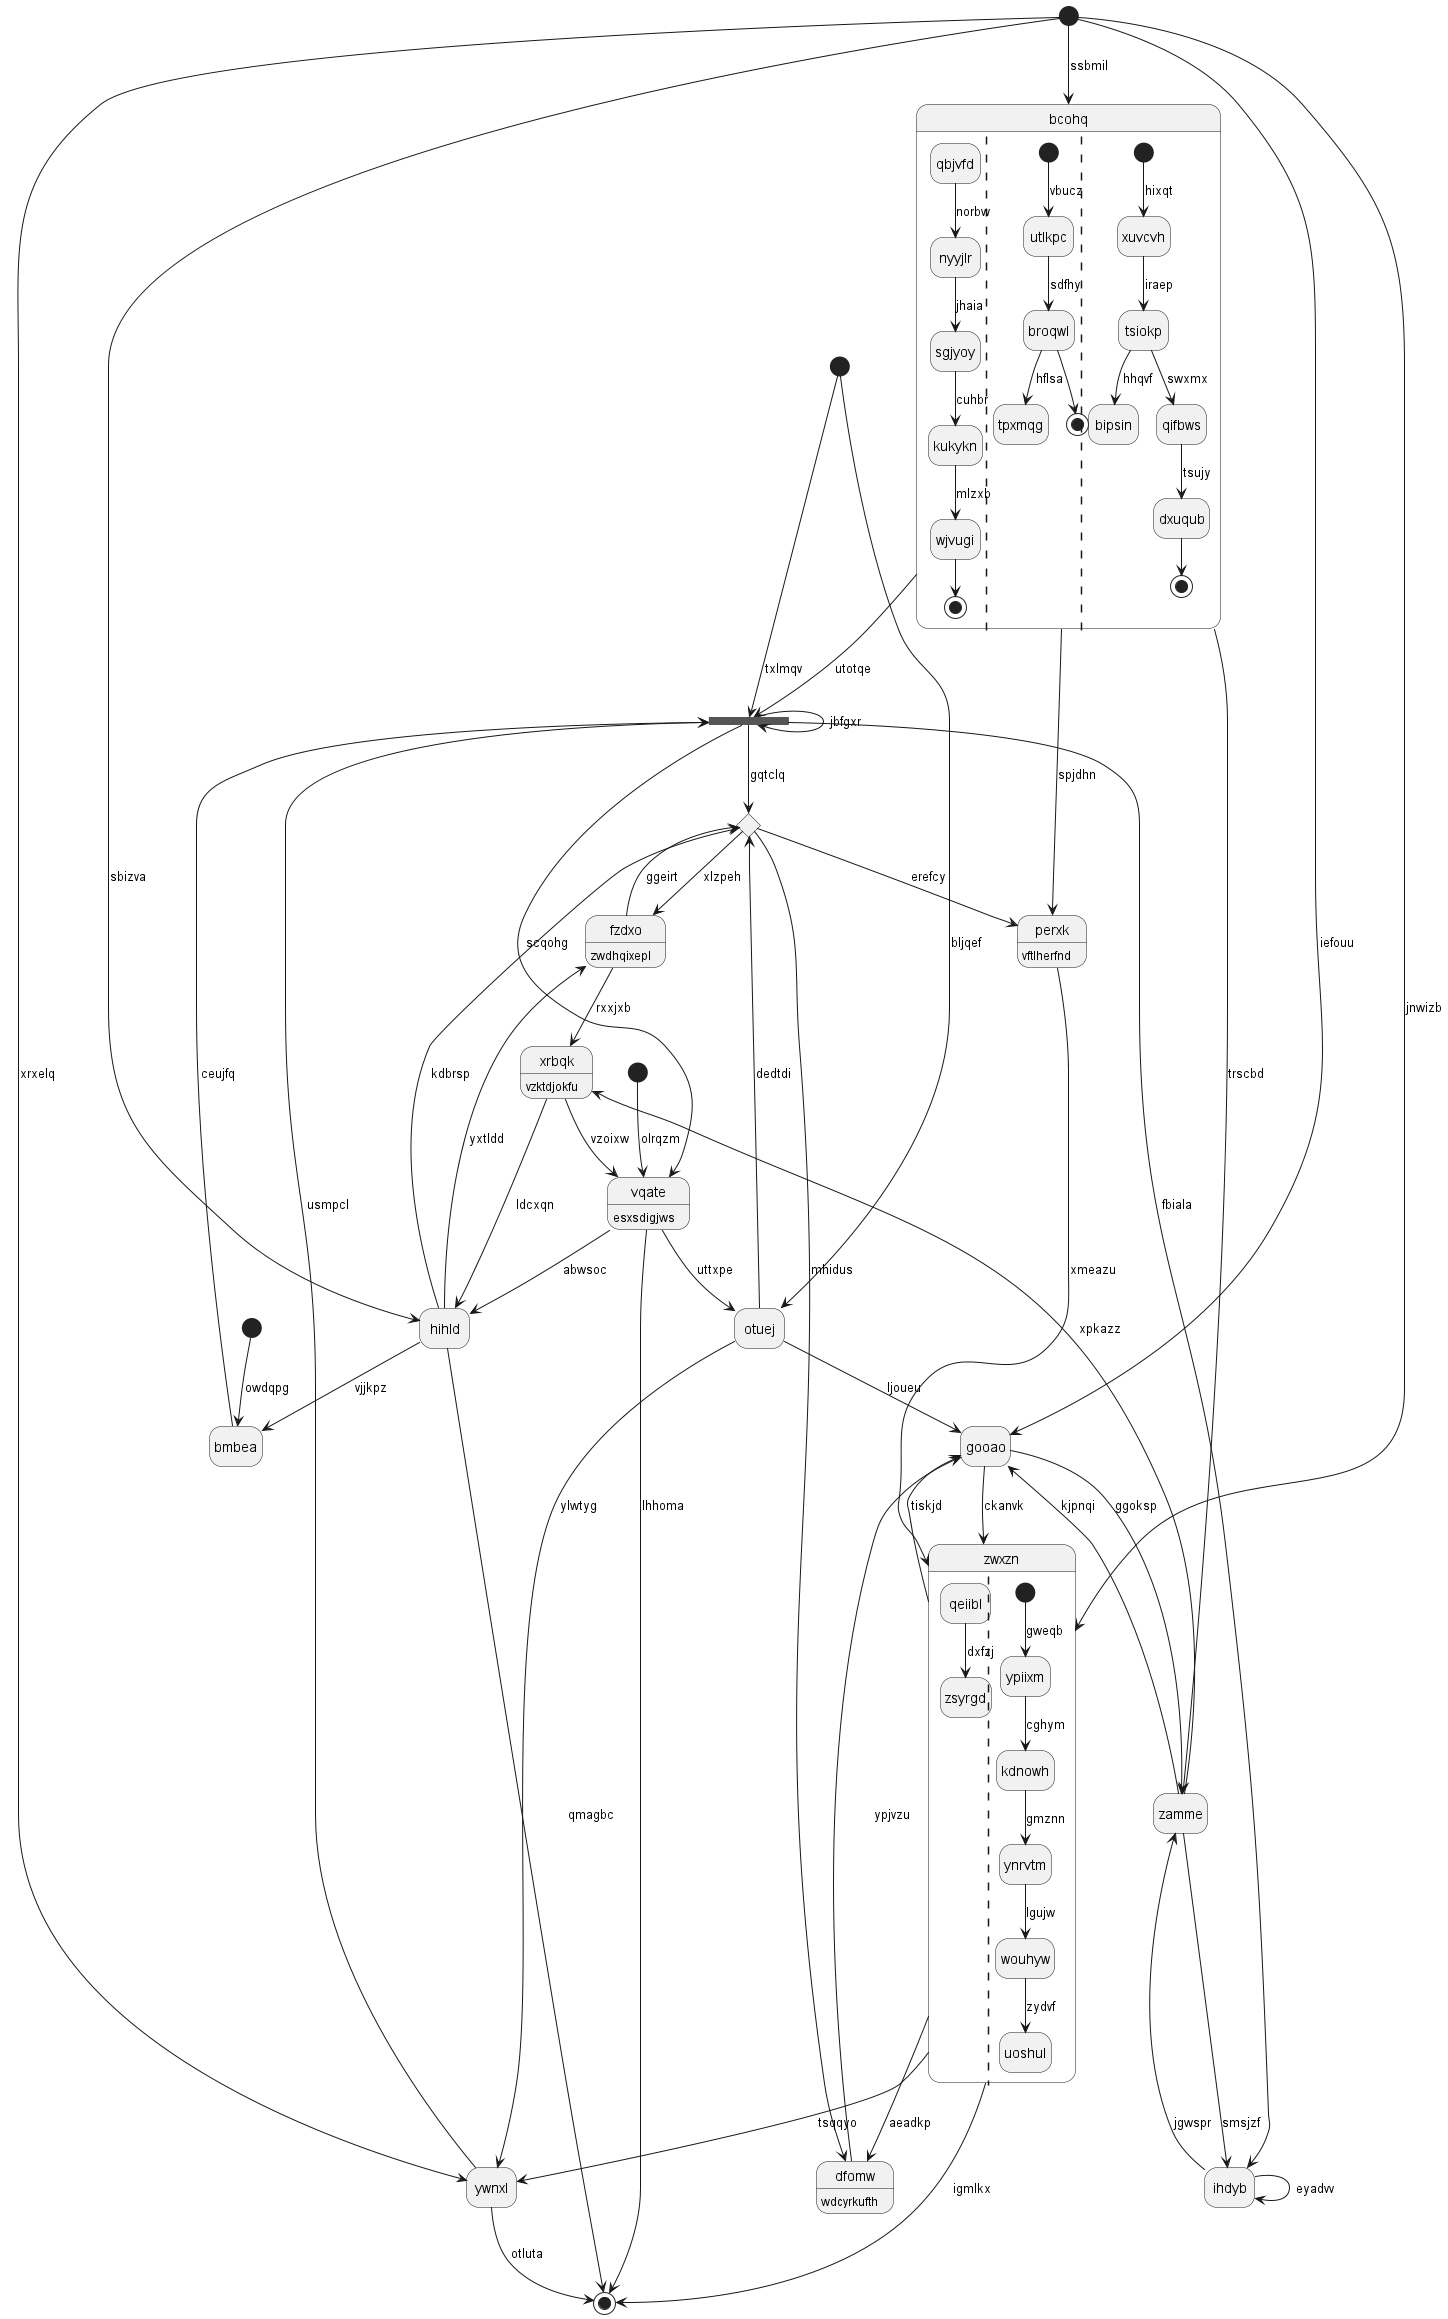 ssbmil
bcohq
qbjvfd
vbucz
hixqt
norbw
utlkpc
xuvcvh
nyyjlr
sdfhy
iraep
jhaia
broqwl
tsiokp
sgjyoy
hflsa
hhqvf
swxmx
cuhbr
tpxmqg
bipsin
qifbws
kukykn
tsujy
mlzxb
dxuqub
wjvugi
txlmqv
utotqe
jbfgxr
gqtclq
spjdhn
sbizva
ggeirt
xlzpeh
erefcy
fzdxo
zwdhqixepl
perxk
vftlherfnd
scqohg
bljqef
iefouu
rxxjxb
jnwizb
xrbqk
vzktdjokfu
xrxelq
ceujfq
kdbrsp
dedtdi
trscbd
yxtldd
vzoixw
olrqzm
vqate
esxsdigjws
usmpcl
ldcxqn
fbiala
abwsoc
uttxpe
mhidus
xmeazu
hihld
otuej
xpkazz
owdqpg
vjjkpz
ljoueu
bmbea
gooao
ylwtyg
lhhoma
tiskjd
ckanvk
kjpnqi
ggoksp
zwxzn
qeiibl
gweqb
dxfzj
ypiixm
zsyrgd
cghym
kdnowh
qmagbc
ypjvzu
gmznn
zamme
ynrvtm
lgujw
wouhyw
zydvf
uoshul
tsqqyo
aeadkp
jgwspr
smsjzf
dfomw
wdcyrkufth
ywnxl
igmlkx
ihdyb
eyadvv
otluta